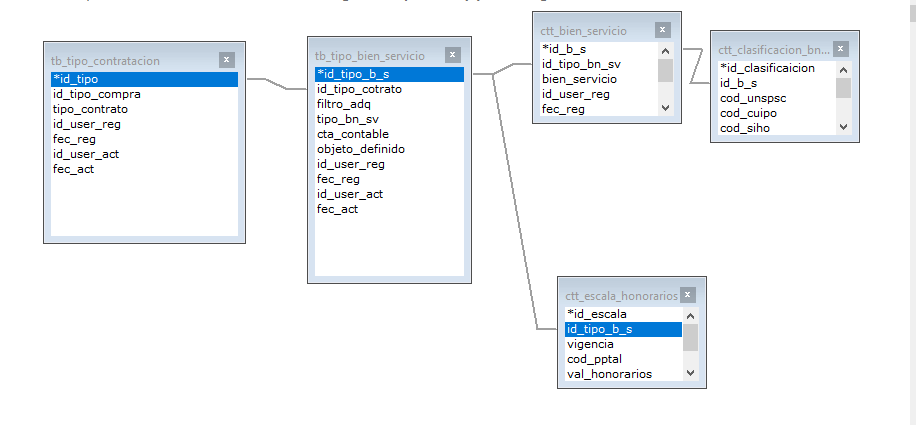 tb_tipo_contratacion
*id_tipo
id_tipo_compra
tipo_contrato
id_user_reg
fec_reg
id_user_act
fec_act
tb_tipo_bien_servicio
*id_tipo_b_s
id_tipo_cotrato
filtro_adq
tipo_bn_sv
cta_contable
objeto_definido
id_user_reg
fec_reg
id_user_act
fec_act
ctt_bien_servicio
*id_b_s
id_tipo_bn_sv
bien_servicio
id_user_reg
fec_reg
ctt_clasificacion_bn...
*id_clasificaicion
id_b_s
cod_unspsc
cod_cuipo
cod_siho
ctt_escala_honorarios
*id_escala
id_tipo_b_s
vigencia
cod_pptal
val_honorarios